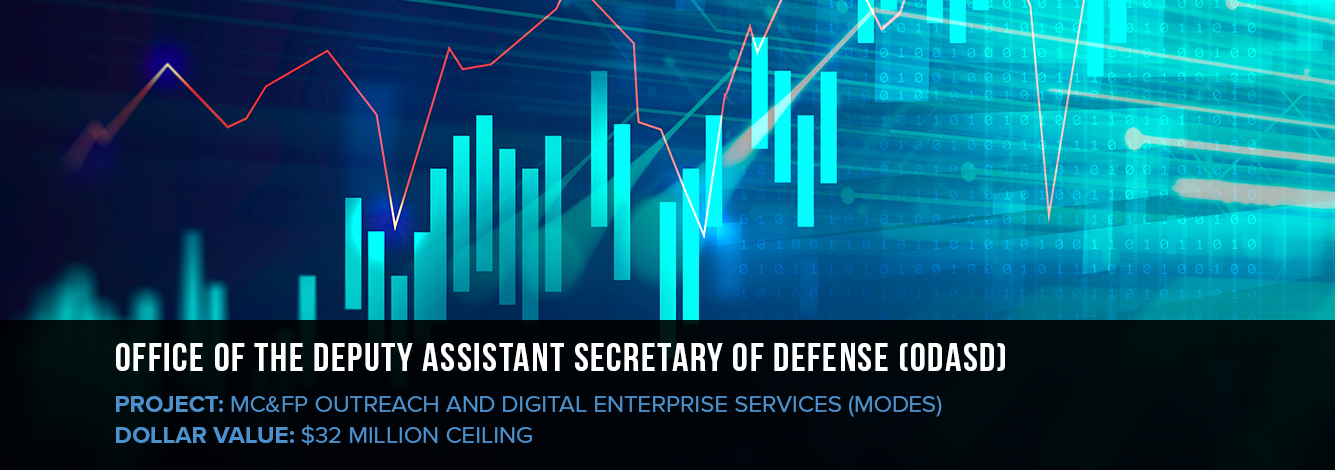 OFFICE OF THE DEPUTY ASSISTANT SECRETARY OF DEFENSE (ODASD)
PROJECT: MC&FP OUTREACH AND DIGITAL ENTERPRISE SERVICES (MODES)
DOLLAR VALUE: $32 MILLION CEILING